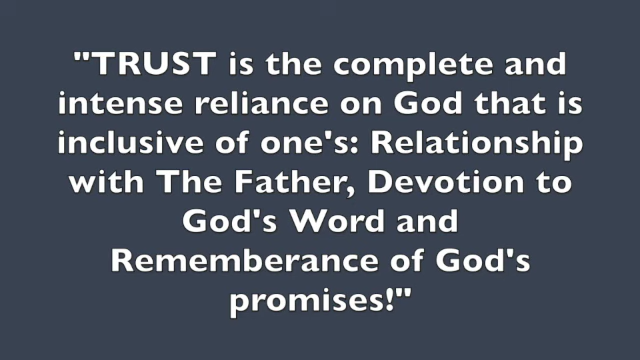 "TRUST is the complete and
intense reliance on God that is
inclusive of one's: Relationship
with The Father, Devotion to
God's Word and
Rememberance of God's
promises!"